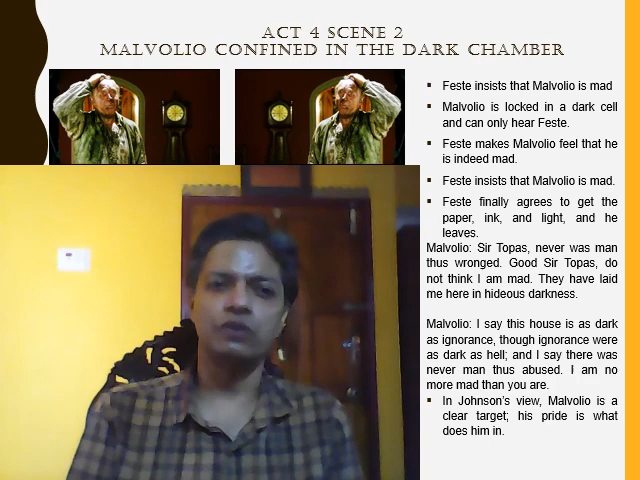 ACT 4 SCENE 2
MALVOLIO CONFINED IN THE DARK CHAMBER
▪ Feste insists that Malvolio is mad
▪ Malvolio is locked in a dark cell
and can only hear Feste.
▪ Feste makes Malvolio feel that he
is indeed mad.
▪ Feste insists that Malvolio is mad.
▪ Feste finally agrees to get the
paper, ink, and light, and he
leaves.
Malvolio: Sir Topas, never was man
thus wronged. Good Sir Topas, do
not think I am mad. They have laid
me here in hideous darkness.
Malvolio: I say this house is as dark
as ignorance, though ignorance were
as dark as hell; and I say there was
never man thus abused. I am no
more mad than you are.
▪ In Johnson's view, Malvolio is a
clear target; his pride is what
does him in.